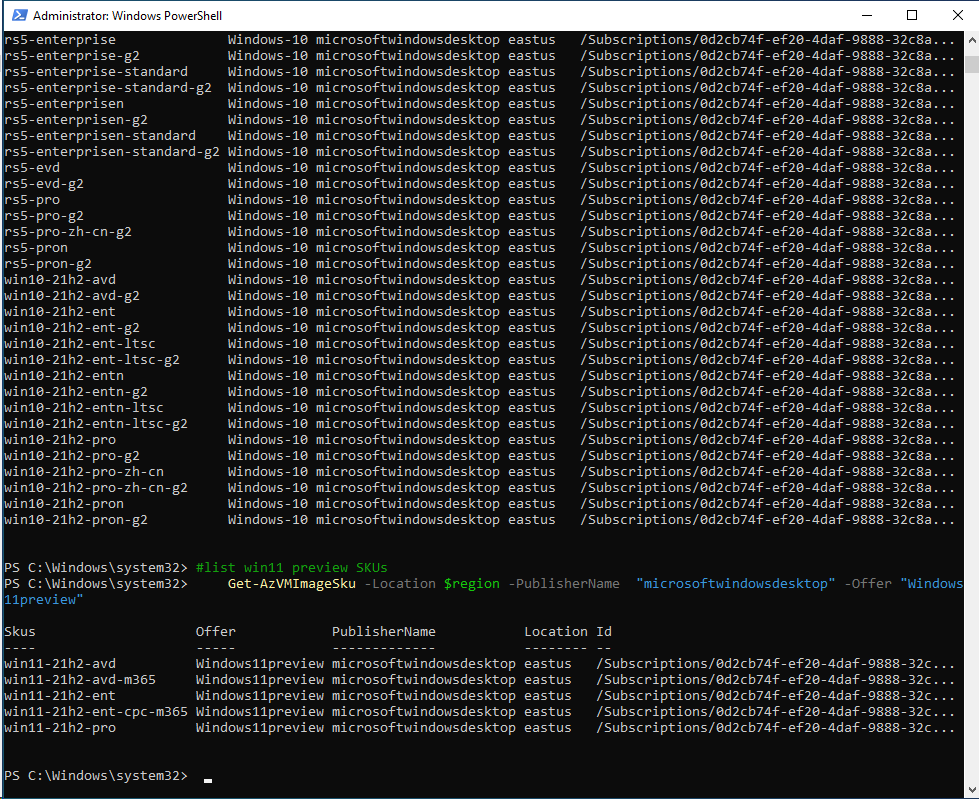 Administrator: Windows PowerShell
rs5-enterprise Windows-10 microsoftwindowsdesktop eastus /Subscriptions/0d2cb74f-ef20-4daf-9888-32c8a...
rs5-enterprise-g2 Windows-10 microsoftwindowsdesktop eastus /Subscriptions/0d2cb74f-ef20-4daf-9888-32c8a...
rs5-enterprise-standard Windows-10 microsoftwindowsdesktop eastus /Subscriptions/0d2cb74f-ef20-4daf-9888-32c8a...
rs5-enterprise-standard-g2 Windows-10 microsoftwindowsdesktop eastus /Subscriptions/0d2cb74f-ef20-4daf-9888-32c8a...
rs5-enterprisen Windows-10 microsoftwindowsdesktop eastus /Subscriptions/0d2cb74f-ef20-4daf-9888-32c8a...
rs5-enterprisen-g2 Windows-10 microsoftwindowsdesktop eastus /Subscriptions/0d2cb74f-ef20-4daf-9888-32c8a...
rs5-enterprisen-standard Windows-10 microsoftwindowsdesktop eastus /Subscriptions/0d2cb74f-ef20-4daf-9888-32c8a...
rs5-enterprisen-standard-g2 Windows-10 microsoftwindowsdesktop eastus /Subscriptions/0d2cb74f-ef20-4daf-9888-32c8a...
rs5-evd Windows-10 microsoftwindowsdesktop eastus /Subscriptions/0d2cb74f-ef20-4daf-9888-32c8a...
rs5-evd-g2 Windows-10 microsoftwindowsdesktop eastus /Subscriptions/0d2cb74f-ef20-4daf-9888-32c8a...
rs5-pro Windows-10 microsoftwindowsdesktop eastus /Subscriptions/0d2cb74f-ef20-4daf-9888-32c8a...
rs5-pro-g2 Windows-10 microsoftwindowsdesktop eastus /Subscriptions/0d2cb74f-ef20-4daf-9888-32c8a...
rs5-pro-zh-cn-g2 Windows-10 microsoftwindowsdesktop eastus /Subscriptions/0d2cb74f-ef20-4daf-9888-32c8a...
rs5-pron Windows-10 microsoftwindowsdesktop eastus /Subscriptions/0d2cb74f-ef20-4daf-9888-32c8a...
rs5-pron-g2 Windows-10 microsoftwindowsdesktop eastus /Subscriptions/0d2cb74f-ef20-4daf-9888-32c8a...
win10-21h2-avd Windows-10 microsoftwindowsdesktop eastus /Subscriptions/0d2cb74f-ef20-4daf-9888-32c8a...
win10-21h2-avd-g2 Windows-10 microsoftwindowsdesktop eastus /Subscriptions/0d2cb74f-ef20-4daf-9888-32c8a...
win10-21h2-ent Windows-10 microsoftwindowsdesktop eastus /Subscriptions/0d2cb74f-ef20-4daf-9888-32c8a...
win10-21h2-ent-g2 Windows-10 microsoftwindowsdesktop eastus /Subscriptions/0d2cb74f-ef20-4daf-9888-32c8a...
win10-21h2-ent-ltsc Windows-10 microsoftwindowsdesktop eastus /Subscriptions/0d2cb74f-ef20-4daf-9888-32c8a...
win10-21h2-ent-ltsc-g2 Windows-10 microsoftwindowsdesktop eastus /Subscriptions/0d2cb74f-ef20-4daf-9888-32c8a...
win10-21h2-entn Windows-10 microsoftwindowsdesktop eastus /Subscriptions/0d2cb74f-ef20-4daf-9888-32c8a...
win10-21h2-entn-g2 Windows-10 microsoftwindowsdesktop eastus /Subscriptions/0d2cb74f-ef20-4daf-9888-32c8a...
win10-21h2-entn-ltsc Windows-10 microsoftwindowsdesktop eastus /Subscriptions/0d2cb74f-ef20-4daf-9888-32c8a...
win10-21h2-entn-ltsc-g2 Windows-10 microsoftwindowsdesktop eastus /Subscriptions/0d2cb74f-ef20-4daf-9888-32c8a...
win10-21h2-pro Windows-10 microsoftwindowsdesktop eastus /Subscriptions/0d2cb74f-ef20-4daf-9888-32c8a...
win10-21h2-pro-g2 Windows-10 microsoftwindowsdesktop eastus /Subscriptions/0d2cb74f-ef20-4daf-9888-32c8a...
win10-21h2-pro-zh-cn Windows-10 microsoftwindowsdesktop eastus /Subscriptions/0d2cb74f-ef20-4daf-9888-32c8a...
win10-21h2-pro-zh-cn-g2 Windows-10 microsoftwindowsdesktop eastus /Subscriptions/0d2cb74f-ef20-4daf-9888-32c8a...
win10-21h2-pron Windows-10 microsoftwindowsdesktop eastus /Subscriptions/0d2cb74f-ef20-4daf-9888-32c8a...
win10-21h2-pron-g2 Windows-10 microsoftwindowsdesktop eastus /Subscriptions/0d2cb74f-ef20-4daf-9888-32c8a...
PS C:\Windows\system32> #list win11 preview SKUs
PS C:\Windows\system32> Get-AzVMImageSku -Location $region -PublisherName "microsoftwindowsdesktop" -Offer "Windows
11preview"
Skus Offer PublisherName Location Id
---- ----- ------------- -------- --
win11-21h2-avd Windows11preview microsoftwindowsdesktop eastus /Subscriptions/0d2cb74f-ef20-4daf-9888-32c...
win11-21h2-avd-m365 Windows11preview microsoftwindowsdesktop eastus /Subscriptions/0d2cb74f-ef20-4daf-9888-32c...
win11-21h2-ent Windows11preview microsoftwindowsdesktop eastus /Subscriptions/0d2cb74f-ef20-4daf-9888-32c...
win11-21h2-ent-cpc-m365 Windows11preview microsoftwindowsdesktop eastus /Subscriptions/0d2cb74f-ef20-4daf-9888-32c...
win11-21h2-pro Windows11preview microsoftwindowsdesktop eastus /Subscriptions/0d2cb74f-ef20-4daf-9888-32c...
PS C:\Windows\system32>